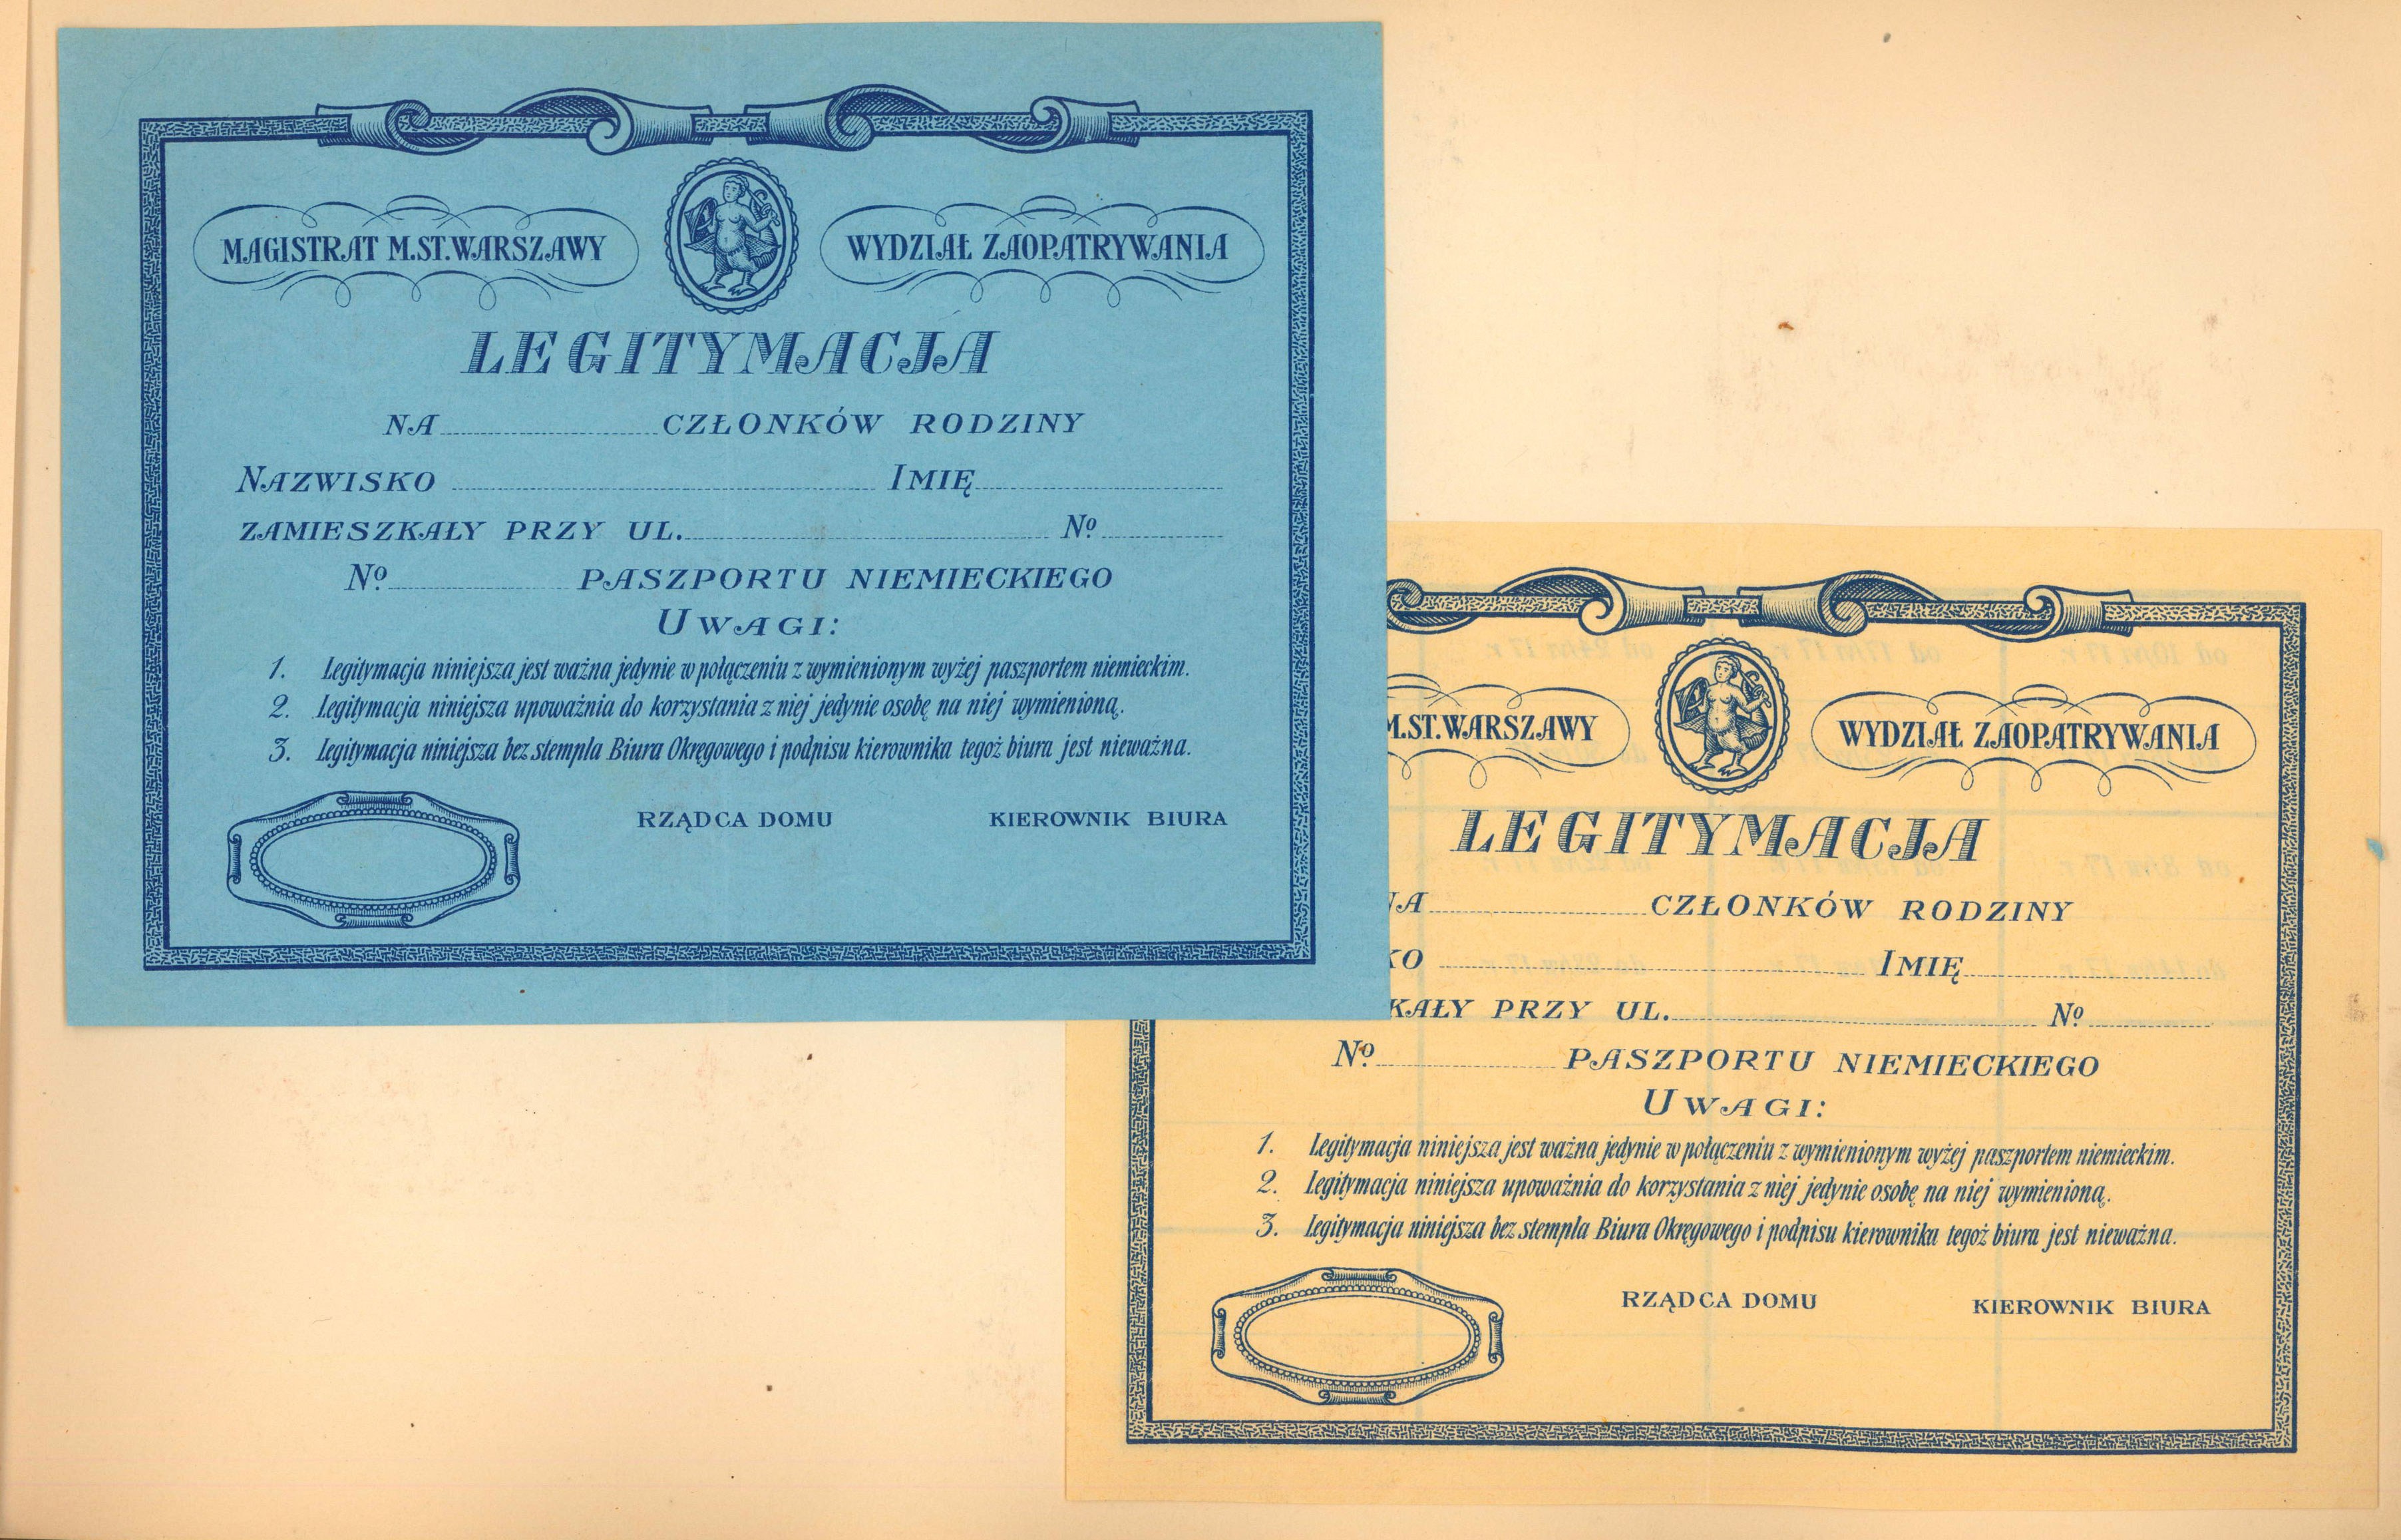 MAGISTRAT M.ST.WARSZAWY WYDZIAŁ ZAOPATRYWANIA
LEGITYMACJA
NA CZŁONKÓW RODZINY
NAZWISKO IMIĘ
ZAMIESZKAŁY PRZY UL. No
No PASZPORTU NIEMIECKIEGO
UWAGI:
1. Legitymacja niniejsza jest ważna jedynie w połączeniu z wymienionym wyżej paszportem niemieckim.
2. Legitymacja niniejsza upoważnia do korzystania z niej jedynie osobę na niej wymienioną.
3. Legitymacja niniejsza bez stempla Biura Okręgowego i podpisu kierownika tegoż biura jest nieważna.
RZĄDCA DOMU KIEROWNIK BIURA
M.ST.WARSZAWY WYDZIAŁ ZAOPATRYWANIA
LEGITYMACJA
NA CZŁONKÓW RODZINY
KO IMIĘ
KAŁY PRZY UL. No
No PASZPORTU NIEMIECKIEGO
UWAGI:
1. Legitymacja niniejsza jest ważna jedynie w połączeniu z wymienionym wyżej paszportem niemieckim.
2. Legitymacja niniejsza upoważnia do korzystania z niej jedynie osobę na niej wymienioną.
3. Legitymacja niniejsza bez stempla Biura Okręgowego i podpisu kierownika tegoż biura jest nieważna.
RZĄDCA DOMU KIEROWNIK BIURA